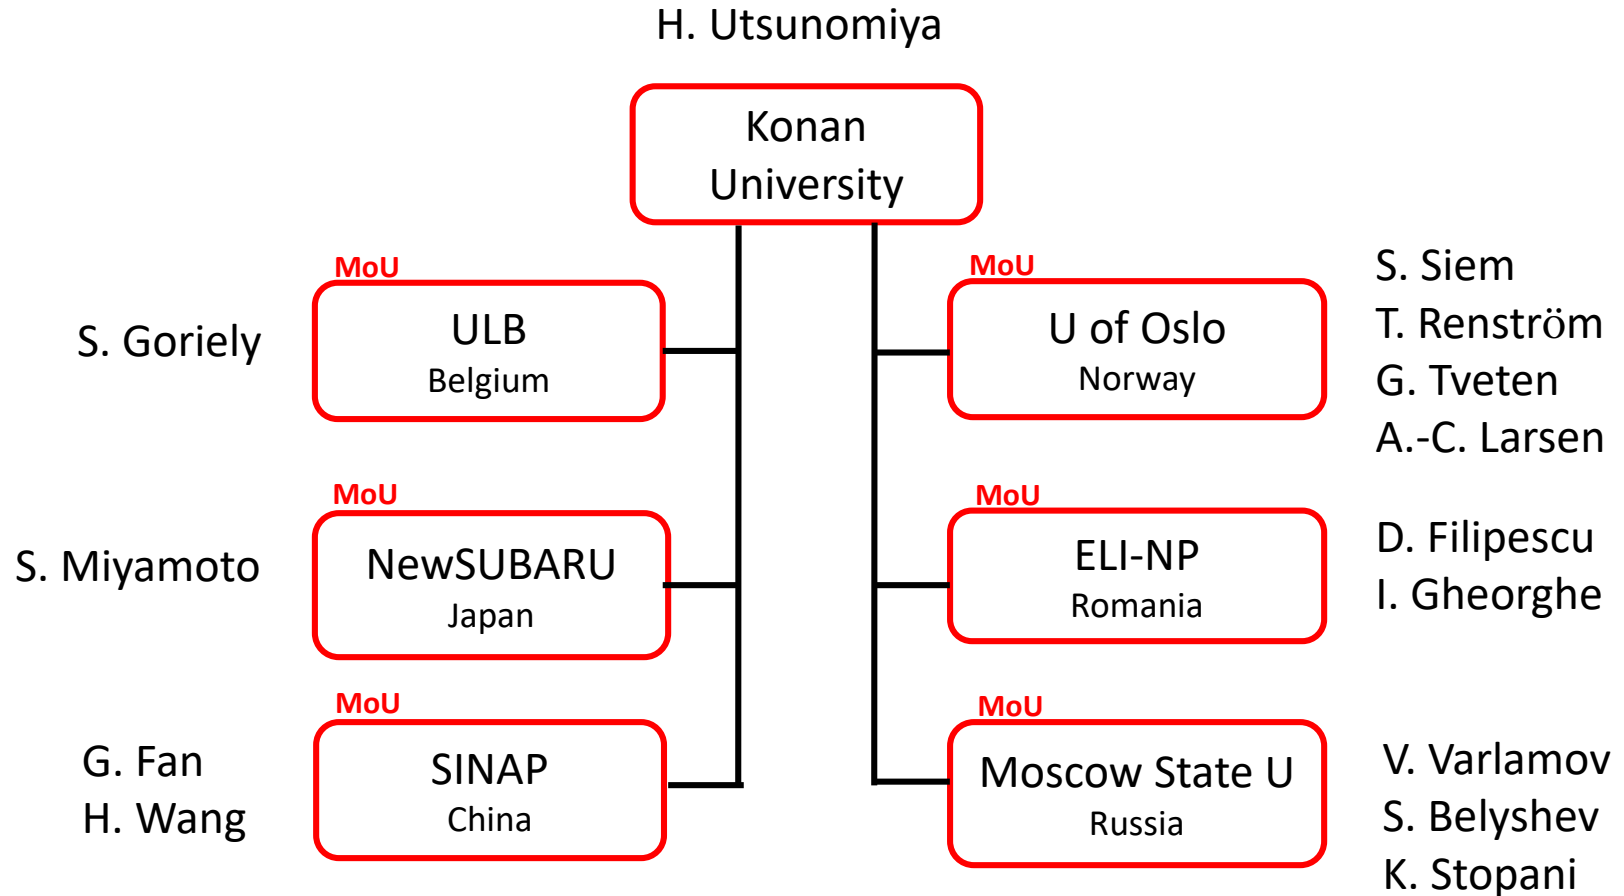 H. Utsunomiya
Konan
University
MoU
ULB
Belgium
S. Goriely
MoU
U of Oslo
Norway
S. Siem
T. Renström
G. Tveten
A.-C. Larsen
MoU
NewSUBARU
Japan
S. Miyamoto
MoU
ELI-NP
Romania
D. Filipescu
I. Gheorghe
MoU
SINAP
China
G. Fan
H. Wang
MoU
Moscow State U
Russia
V. Varlamov
S. Belyshev
K. Stopani